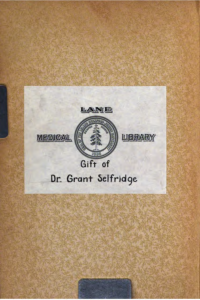 LANE
MEDICAL LIBRARY
Gift of
Dr. Grant Selfridge